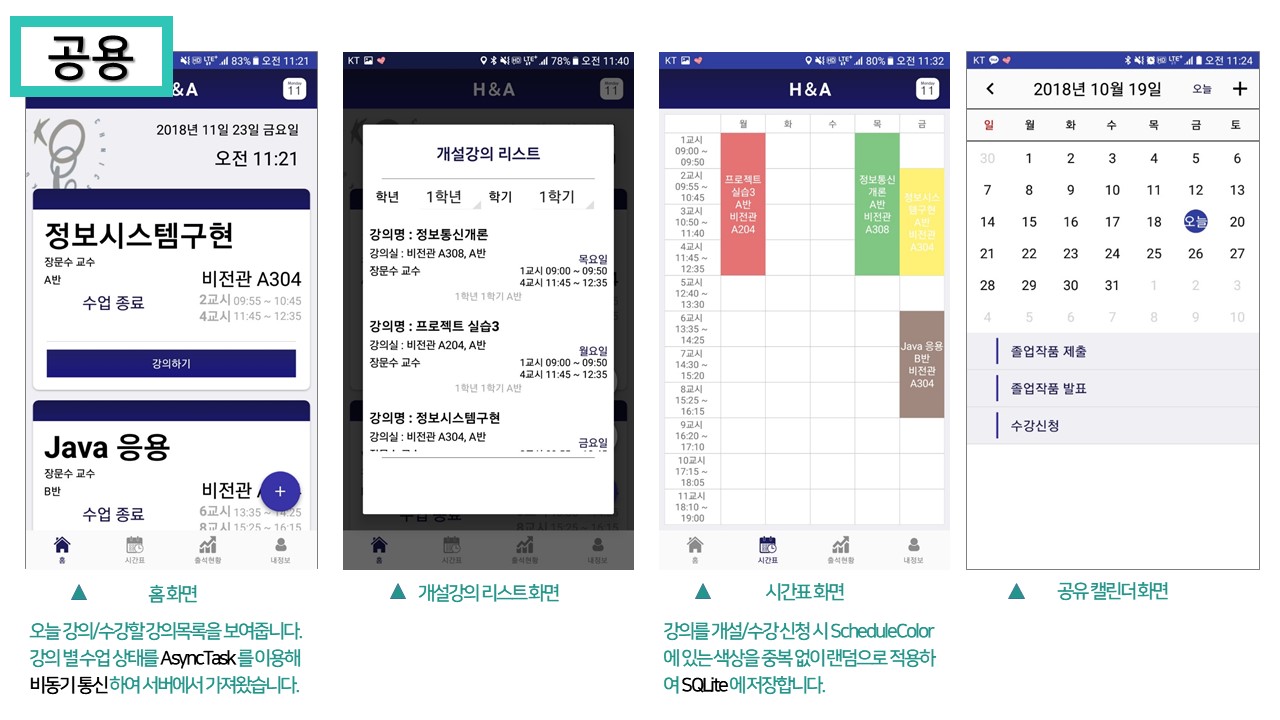 공용
LTE+ 83% 오전 11:21
H&A
Monday
11
2018년 11월 23일 금요일
오전 11:21
정보시스템구현
장문수 교수
A반
비전관 A304
수업 종료
2교시 09:55 ~ 10:45
4교시 11:45 ~ 12:35
강의하기
Java 응용
장문수 교수
B반
비전관
+
수업 종료
6교시 13:35 ~ 14:25
8교시 15:25 ~ 16:15
홈
시간표
출석현황
내정보
▲ 홈 화면
오늘 강의/수강할 강의목록을 보여줍니다.
강의 별 수업 상태를 AsyncTask 를 이용해
비동기 통신 하여 서버에서 가져왔습니다.
KT LTE+ 78% 오전 11:40
H&A
11
개설강의 리스트
학년 1학년 학기 1학기
강의명 : 정보통신개론
강의실 : 비전관 A308, A반
목요일
장문수 교수
1교시 09:00 ~ 09:50
4교시 11:45 ~ 12:35
1학년 1학기 A반
강의명 : 프로젝트 실습3
강의실 : 비전관 A204, A반
월요일
장문수 교수
1교시 09:00 ~ 09:50
4교시 11:45 ~ 12:35
1학년 1학기 A반
강의명 : 정보시스템구현
강의실 : 비전관 A304, A반
금요일
수업 종료
8교시 15:25 ~ 16:15
홈
시간표
출석현황
내정보
▲ 개설강의 리스트 화면
KT LTE+ 80% 오전 11:32
H&A
Monday
11
월 화 수 목 금
1교시
09:00 ~
09:50
2교시
09:55 ~
10:45
3교시
10:50 ~
11:40
4교시
11:45 ~
12:35
5교시
12:40 ~
13:30
6교시
13:35 ~
14:25
7교시
14:30 ~
15:20
8교시
15:25 ~
16:15
9교시
16:20 ~
17:10
10교시
17:15 ~
18:05
11교시
18:10 ~
19:00
프로젝트
실습3
A반
비전관
A204
정보통신
개론
A반
비전관
A308
정보시스
템구현
A반
비전관
A304
Java 응용
B반
비전관
A304
홈
시간표
출석현황
내정보
▲ 시간표 화면
강의를 개설/수강 신청 시 ScheduleColor
에 있는 색상을 중복 없이 랜덤으로 적용하
여 SQLite 에 저장합니다.
KT LTE+ 오전 11:24
< 2018년 10월 19일 오늘 +
일 월 화 수 목 금 토
30 1 2 3 4 5 6
7 8 9 10 11 12 13
14 15 16 17 18 오늘 20
21 22 23 24 25 26 27
28 29 30 31 1 2 3
4 5 6 7 8 9 10
졸업작품 제출
졸업작품 발표
수강신청
▲ 공유 캘린더 화면